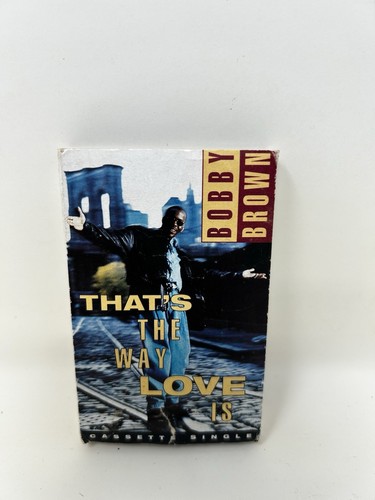 BOBBY
BROWN
THAT'S
THE
WAY
LOVE
IS
CASSETTE SINGLE